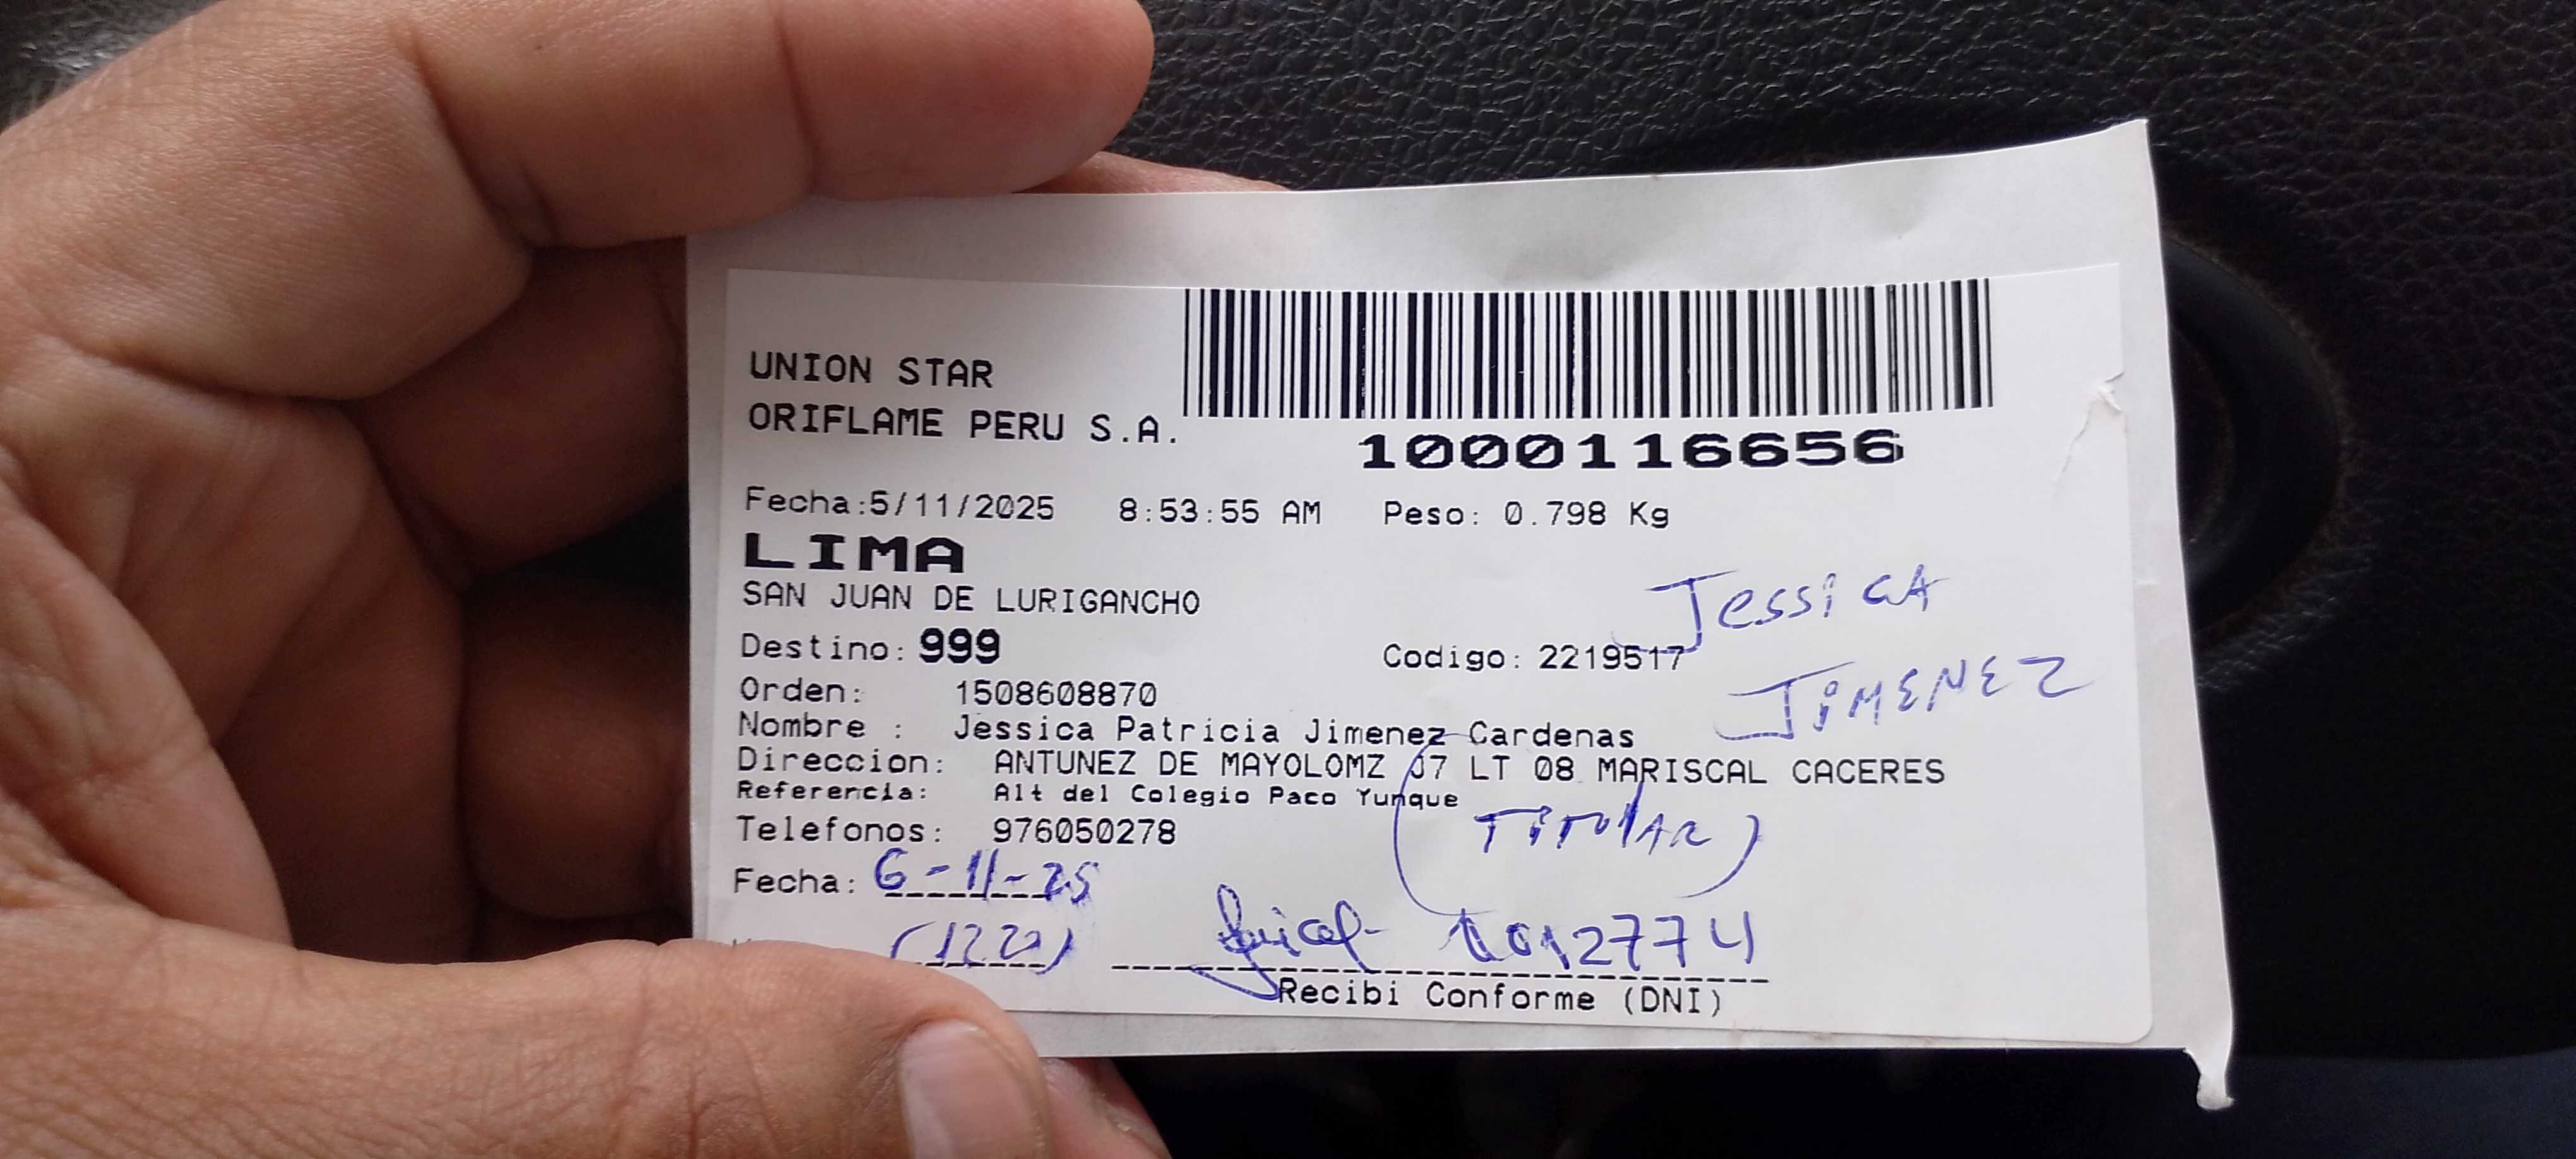 UNION STAR
ORIFLAME PERU S.A.
1000116656
Fecha:5/11/2025 8:53:55 AM Peso: 0.798 Kg
LIMA
SAN JUAN DE LURIGANCHO
Jessica
Destino: 999 Codigo: 2219517
JiMENEZ
Orden: 1508608870
Nombre : Jessica Patricia Jimenez Cardenas
Direccion: ANTUNEZ DE MAYOLOMZ J7 LT 08 MARISCAL CACERES
Referencia: Alt del Colegio Paco Yunque
(TiTulAR)
Telefonos: 976050278
Fecha: 6-11-25
Recibi Conforme (DNI)